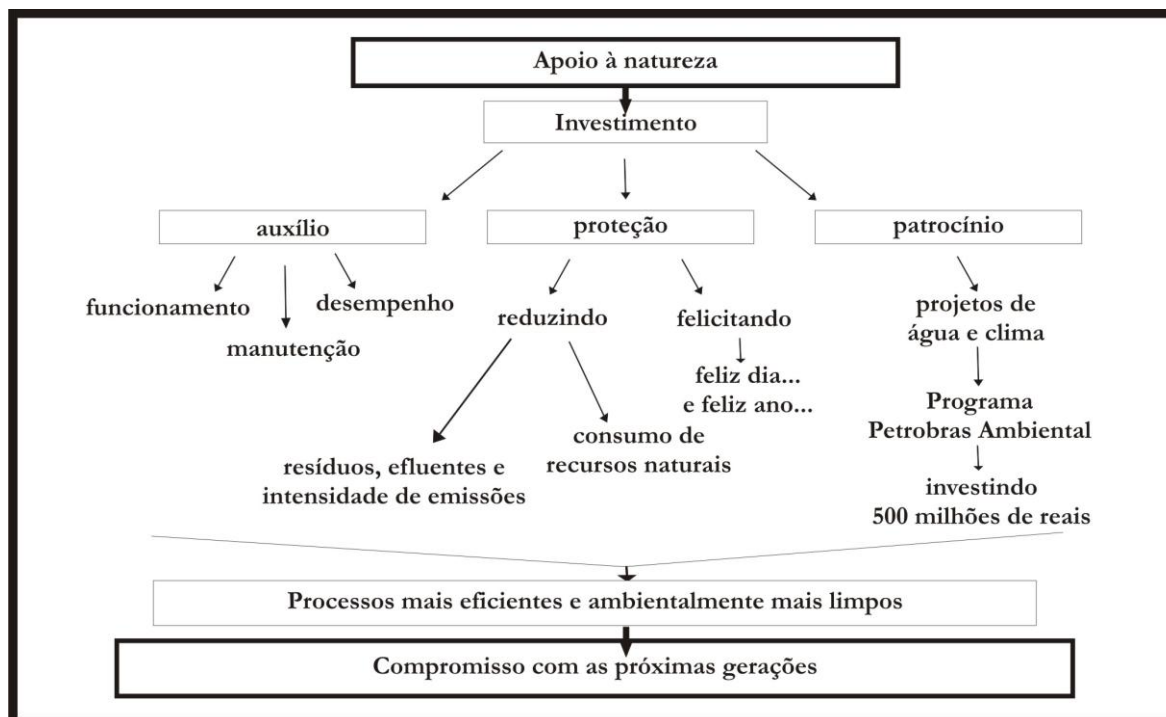 Apoio à natureza
Investimento
auxílio
proteção
patrocínio
funcionamento
desempenho
manutenção
reduzindo
felicitando
projetos de
água e clima
feliz dia...
e feliz ano...
Programa
Petrobras Ambiental
resíduos, efluentes e
intensidade de emissões
consumo de
recursos naturais
investindo
500 milhões de reais
Processos mais eficientes e ambientalmente mais limpos
Compromisso com as próximas gerações